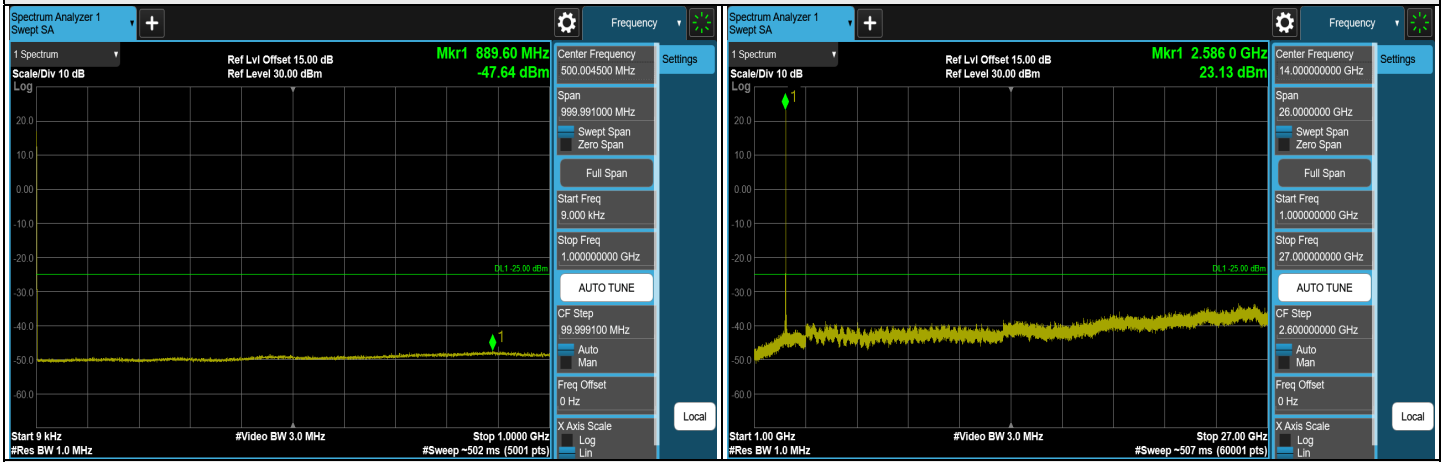 Spectrum Analyzer 1
Swept SA
+
Frequency
1 Spectrum
Scale/Div 10 dB
Log
Ref Lvl Offset 15.00 dB
Ref Level 30.00 dBm
Mkr1 889.60 MHz
-47.64 dBm
20.0
10.0
0.00
-10.0
-20.0
-30.0
-40.0
-50.0
-60.0
DL1 -25.00 dBm
1
Start 9 kHz
#Res BW 1.0 MHz
#Video BW 3.0 MHz
Stop 1.0000 GHz
#Sweep ~502 ms (5001 pts)
Center Frequency
500.004500 MHz
Span
999.991000 MHz
Swept Span
Zero Span
Full Span
Start Freq
9.000 kHz
Stop Freq
1.000000000 GHz
AUTO TUNE
CF Step
99.999100 MHz
Auto
Man
Freq Offset
0 Hz
X Axis Scale
Log
Lin
Settings
Local
Spectrum Analyzer 1
Swept SA
+
Frequency
1 Spectrum
Scale/Div 10 dB
Log
Ref Lvl Offset 15.00 dB
Ref Level 30.00 dBm
Mkr1 2.586 0 GHz
23.13 dBm
1
20.0
10.0
0.00
-10.0
-20.0
-30.0
-40.0
-50.0
-60.0
DL1 -25.00 dBm
Start 1.00 GHz
#Res BW 1.0 MHz
#Video BW 3.0 MHz
Stop 27.00 GHz
#Sweep ~507 ms (60001 pts)
Center Frequency
14.000000000 GHz
Span
26.0000000 GHz
Swept Span
Zero Span
Full Span
Start Freq
1.000000000 GHz
Stop Freq
27.000000000 GHz
AUTO TUNE
CF Step
2.600000000 GHz
Auto
Man
Freq Offset
0 Hz
X Axis Scale
Log
Lin
Settings
Local